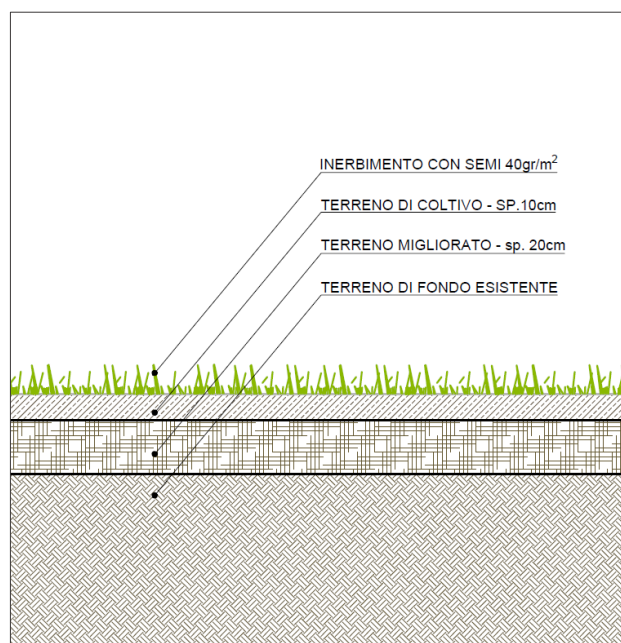 INERBIMENTO CON SEMI 40gr/m²
TERRENO DI COLTIVO - SP.10cm
TERRENO MIGLIORATO - sp. 20cm
TERRENO DI FONDO ESISTENTE